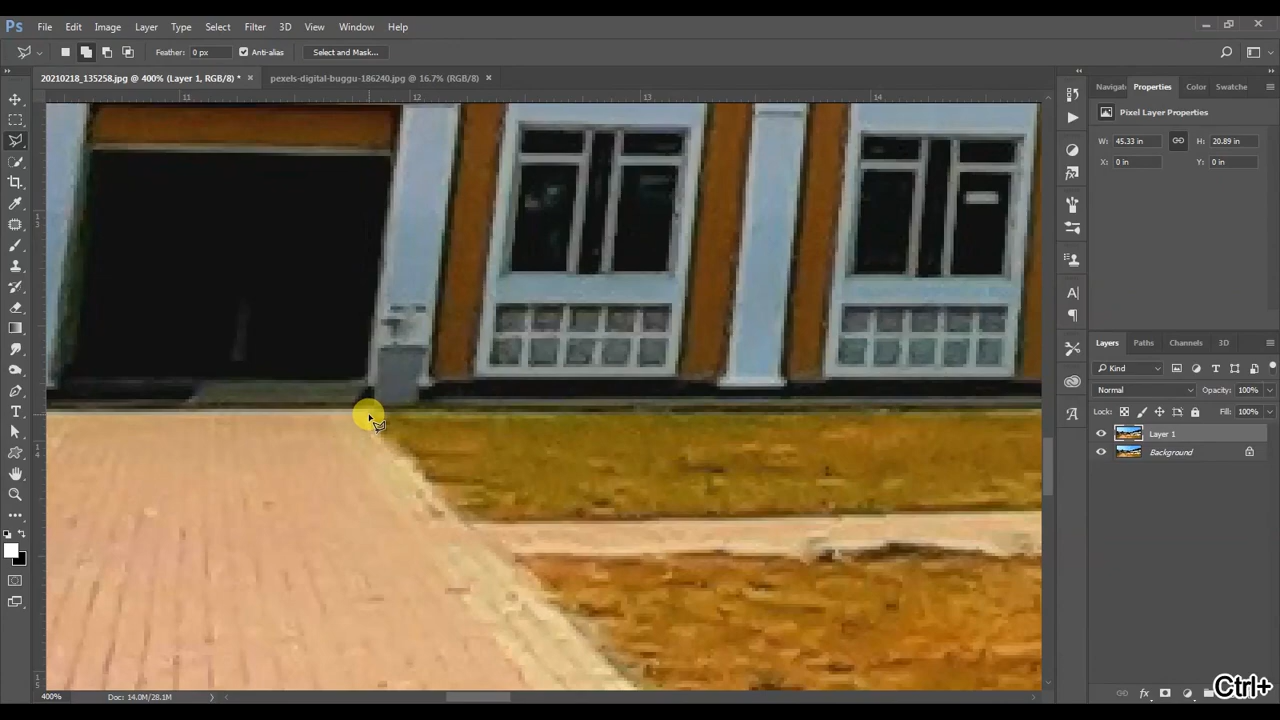 Ps File Edit Image Layer Type Select Filter 3D View Window Help
Feather: 0 px Anti-alias Select and Mask...
20210218_135258.jpg @ 400% (Layer 1, RGB/8) * × pexels-digital-buggu-186240.jpg @ 16.7% (RGB/8) ×
11 12 13 14
Navigato Properties Color Swatche
Pixel Layer Properties
W: 45.33 in H: 20.89 in
X: 0 in Y: 0 in
Layers Paths Channels 3D
Kind
Normal Opacity: 100%
Lock: Fill: 100%
Layer 1
Background
400% Doc: 14.0M/28.1M
Ctrl+